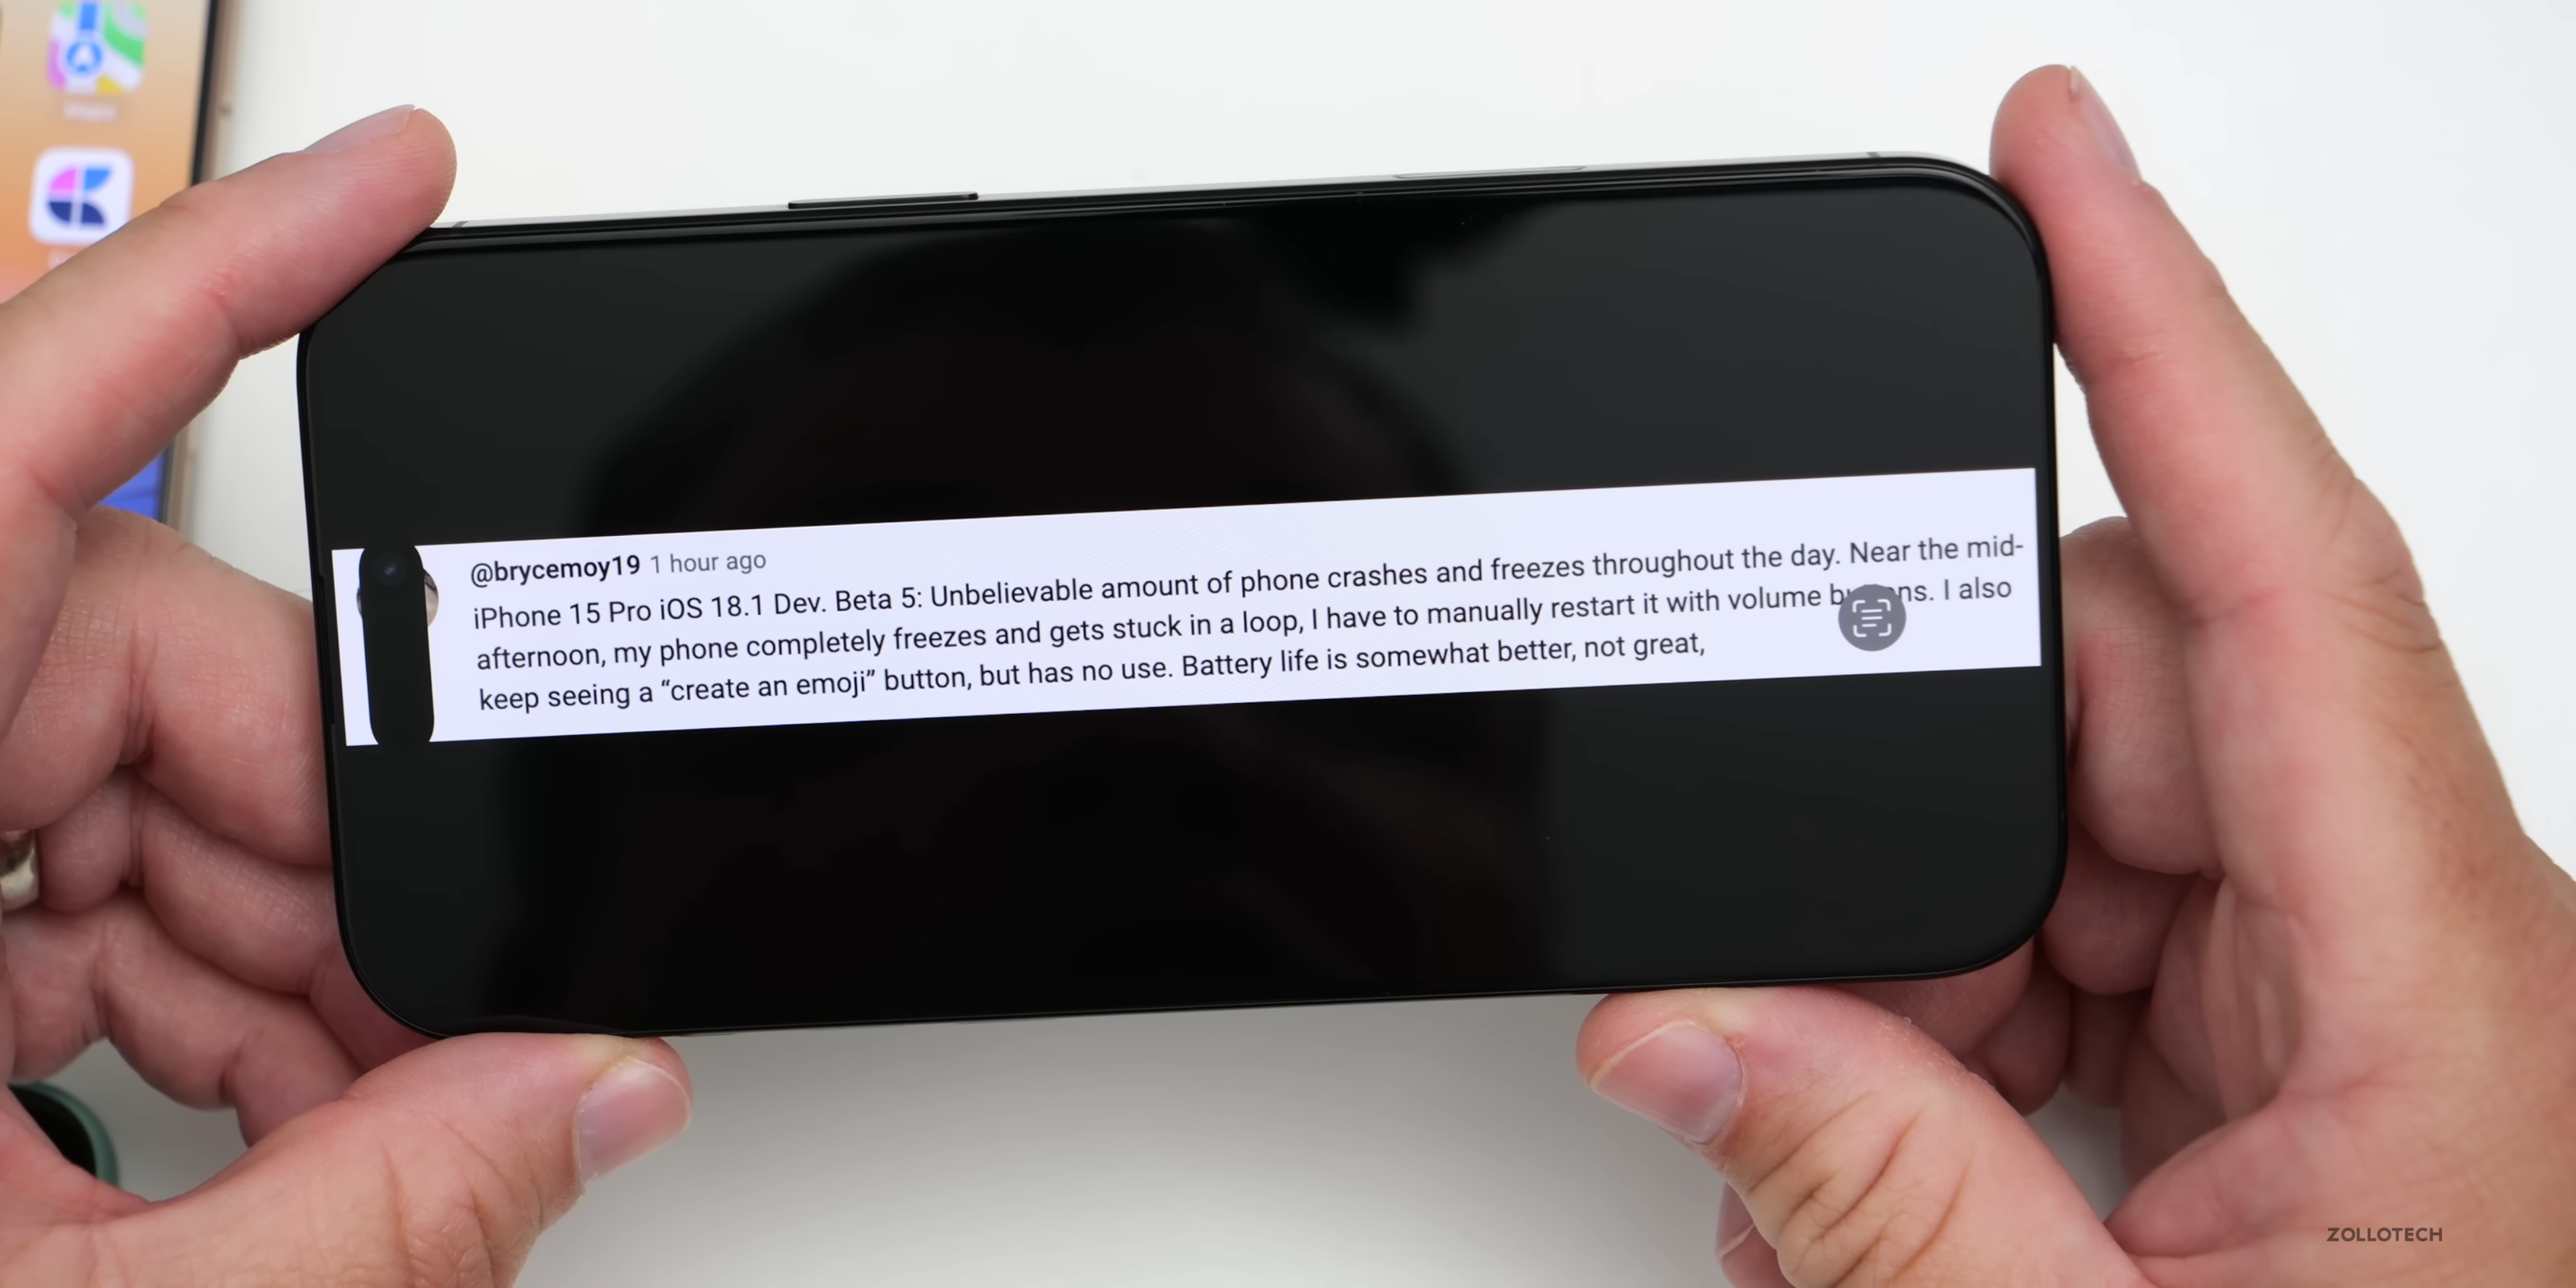 @brycemoy19 1 hour ago
iPhone 15 Pro iOS 18.1 Dev. Beta 5: Unbelievable amount of phone crashes and freezes throughout the day. Near the mid-
afternoon, my phone completely freezes and gets stuck in a loop, I have to manually restart it with volume I also
keep seeing a “create an emoji” button, but has no use. Battery life is somewhat better, not great,
ZOLLOTECH